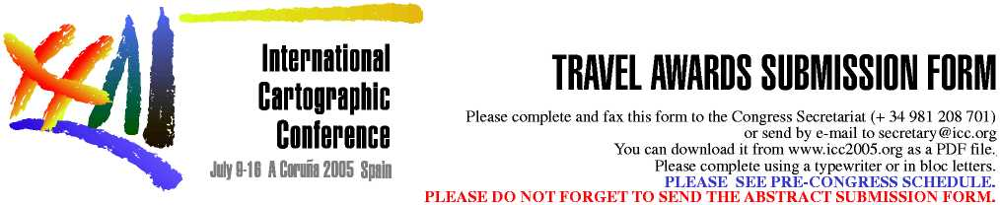 International
Cartographic
Conference
July 9-16 A Coruña 2005 Spain
TRAVEL AWARDS SUBMISSION FORM
Please complete and fax this form to the Congress Secretariat (+ 34 981 208 701)
or send by e-mail to secretary@icc.org
You can download it from www.icc2005.org as a PDF file.
Please complete using a typewriter or in bloc letters.
PLEASE SEE PRE-CONGRESS SCHEDULE.
PLEASE DO NOT FORGET TO SEND THE ABSTRACT SUBMISSION FORM.